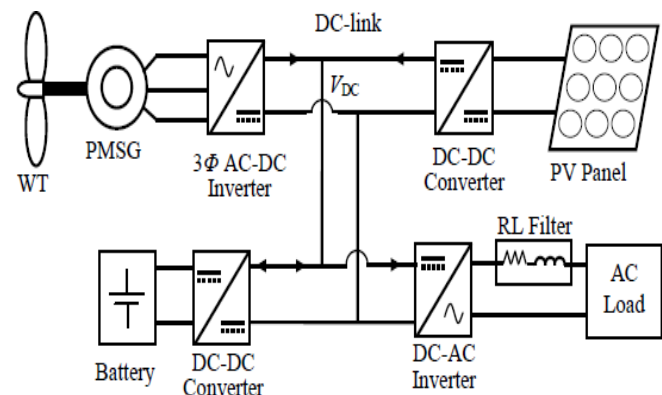 DC-link
V_DC
PMSG
WT
3Φ AC-DC
Inverter
DC-DC
Converter
PV Panel
RL Filter
AC
Load
Battery
DC-DC
Converter
DC-AC
Inverter